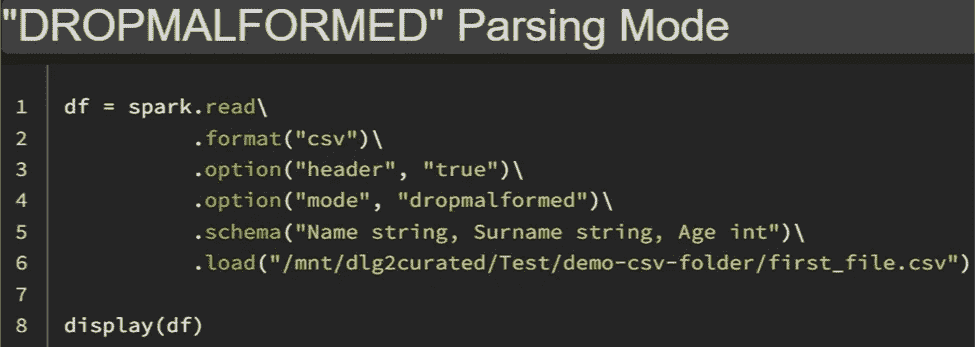 "DROPMALFORMED" Parsing Mode
1 df = spark.read\
2 .format("csv")\
3 .option("header", "true")\
4 .option("mode", "dropmalformed")\
5 .schema("Name string, Surname string, Age int")\
6 .load("/mnt/dlg2curated/Test/demo-csv-folder/first_file.csv")
7
8 display(df)